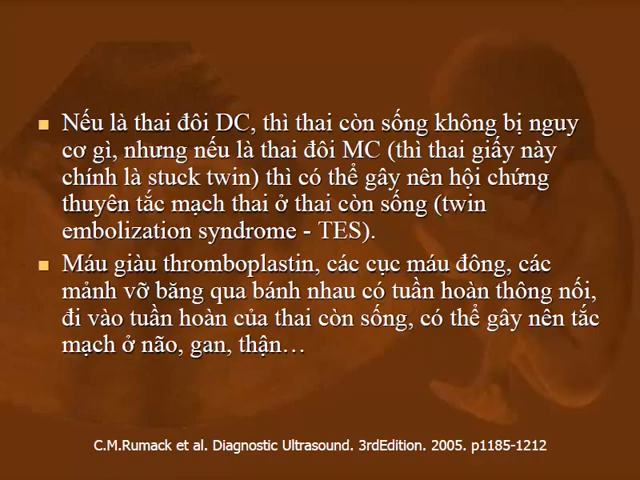 Nếu là thai đôi DC, thì thai còn sống không bị nguy
cơ gì, nhưng nếu là thai đôi MC (thì thai giấy này
chính là stuck twin) thì có thể gây nên hội chứng
thuyên tắc mạch thai ở thai còn sống (twin
embolization syndrome - TES).
Máu giàu thromboplastin, các cục máu đông, các
mảnh vỡ băng qua bánh nhau có tuần hoàn thông nối,
đi vào tuần hoàn của thai còn sống, có thể gây nên tắc
mạch ở não, gan, thận…
C.M.Rumack et al. Diagnostic Ultrasound. 3rdEdition. 2005. p1185-1212